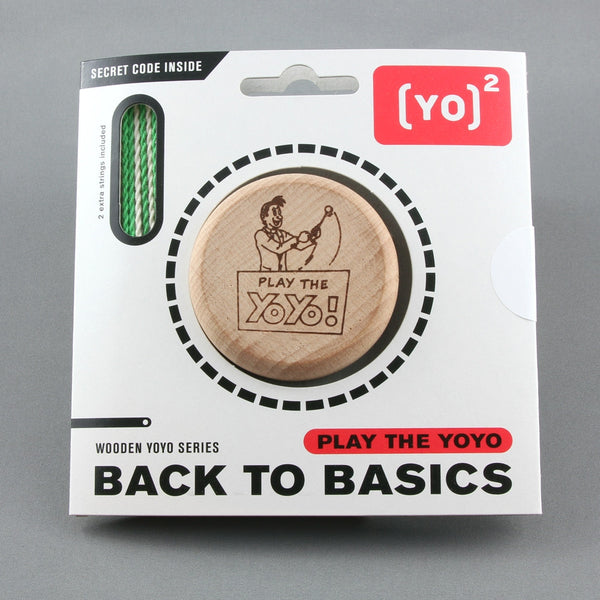 SECRET CODE INSIDE
(YO)²
2 extra strings included
PLAY THE
YOYO!
WOODEN YOYO SERIES
PLAY THE YOYO
BACK TO BASICS